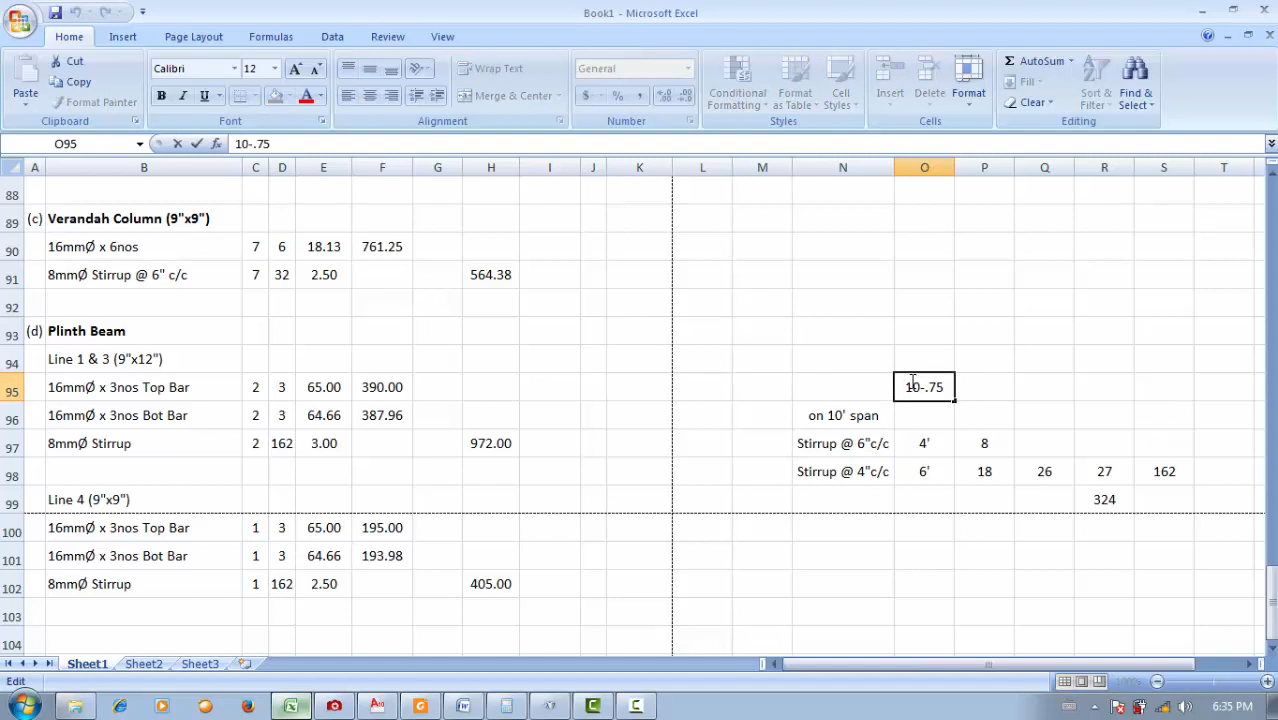 Book1 - Microsoft Excel
Home Insert Page Layout Formulas Data Review View
Paste Cut Copy Format Painter Clipboard
Calibri 12 A A B I U A Font
Wrap Text Merge & Center Alignment
General $ % , Number
Conditional Formatting Format as Table Cell Styles Styles
Insert Delete Format Cells
Σ AutoSum Fill Clear Sort & Filter Find & Select Editing
O95 fx 10-.75
A B C D E F G H I J K L M N O P Q R S T
88
89 (c) Verandah Column (9"x9")
90 16mmØ x 6nos 7 6 18.13 761.25
91 8mmØ Stirrup @ 6" c/c 7 32 2.50 564.38
92
93 (d) Plinth Beam
94 Line 1 & 3 (9"x12")
95 16mmØ x 3nos Top Bar 2 3 65.00 390.00 10-.75
96 16mmØ x 3nos Bot Bar 2 3 64.66 387.96 on 10' span
97 8mmØ Stirrup 2 162 3.00 972.00 Stirrup @ 6"c/c 4' 8
98 Stirrup @ 4"c/c 6' 18 26 27 162
99 Line 4 (9"x9") 324
100 16mmØ x 3nos Top Bar 1 3 65.00 195.00
101 16mmØ x 3nos Bot Bar 1 3 64.66 193.98
102 8mmØ Stirrup 1 162 2.50 405.00
103
104
Sheet1 Sheet2 Sheet3
Edit 100%
6:35 PM